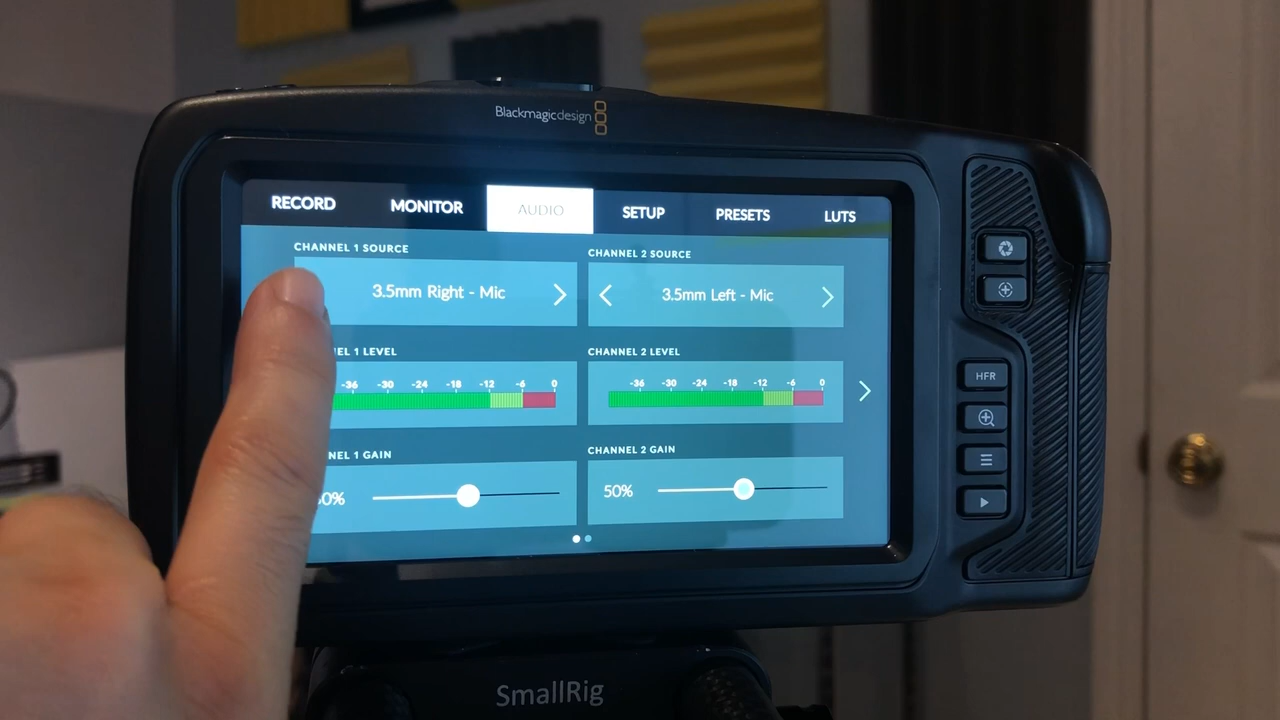 Blackmagicdesign
RECORD MONITOR AUDIO SETUP PRESETS LUTS
CHANNEL 1 SOURCE CHANNEL 2 SOURCE
3.5mm Right - Mic 3.5mm Left - Mic
EL 1 LEVEL CHANNEL 2 LEVEL
-36 -30 -24 -18 -12 -6 0 -36 -30 -24 -18 -12 -6 0
HFR
EL 1 GAIN CHANNEL 2 GAIN
0% 50%
SmallRig